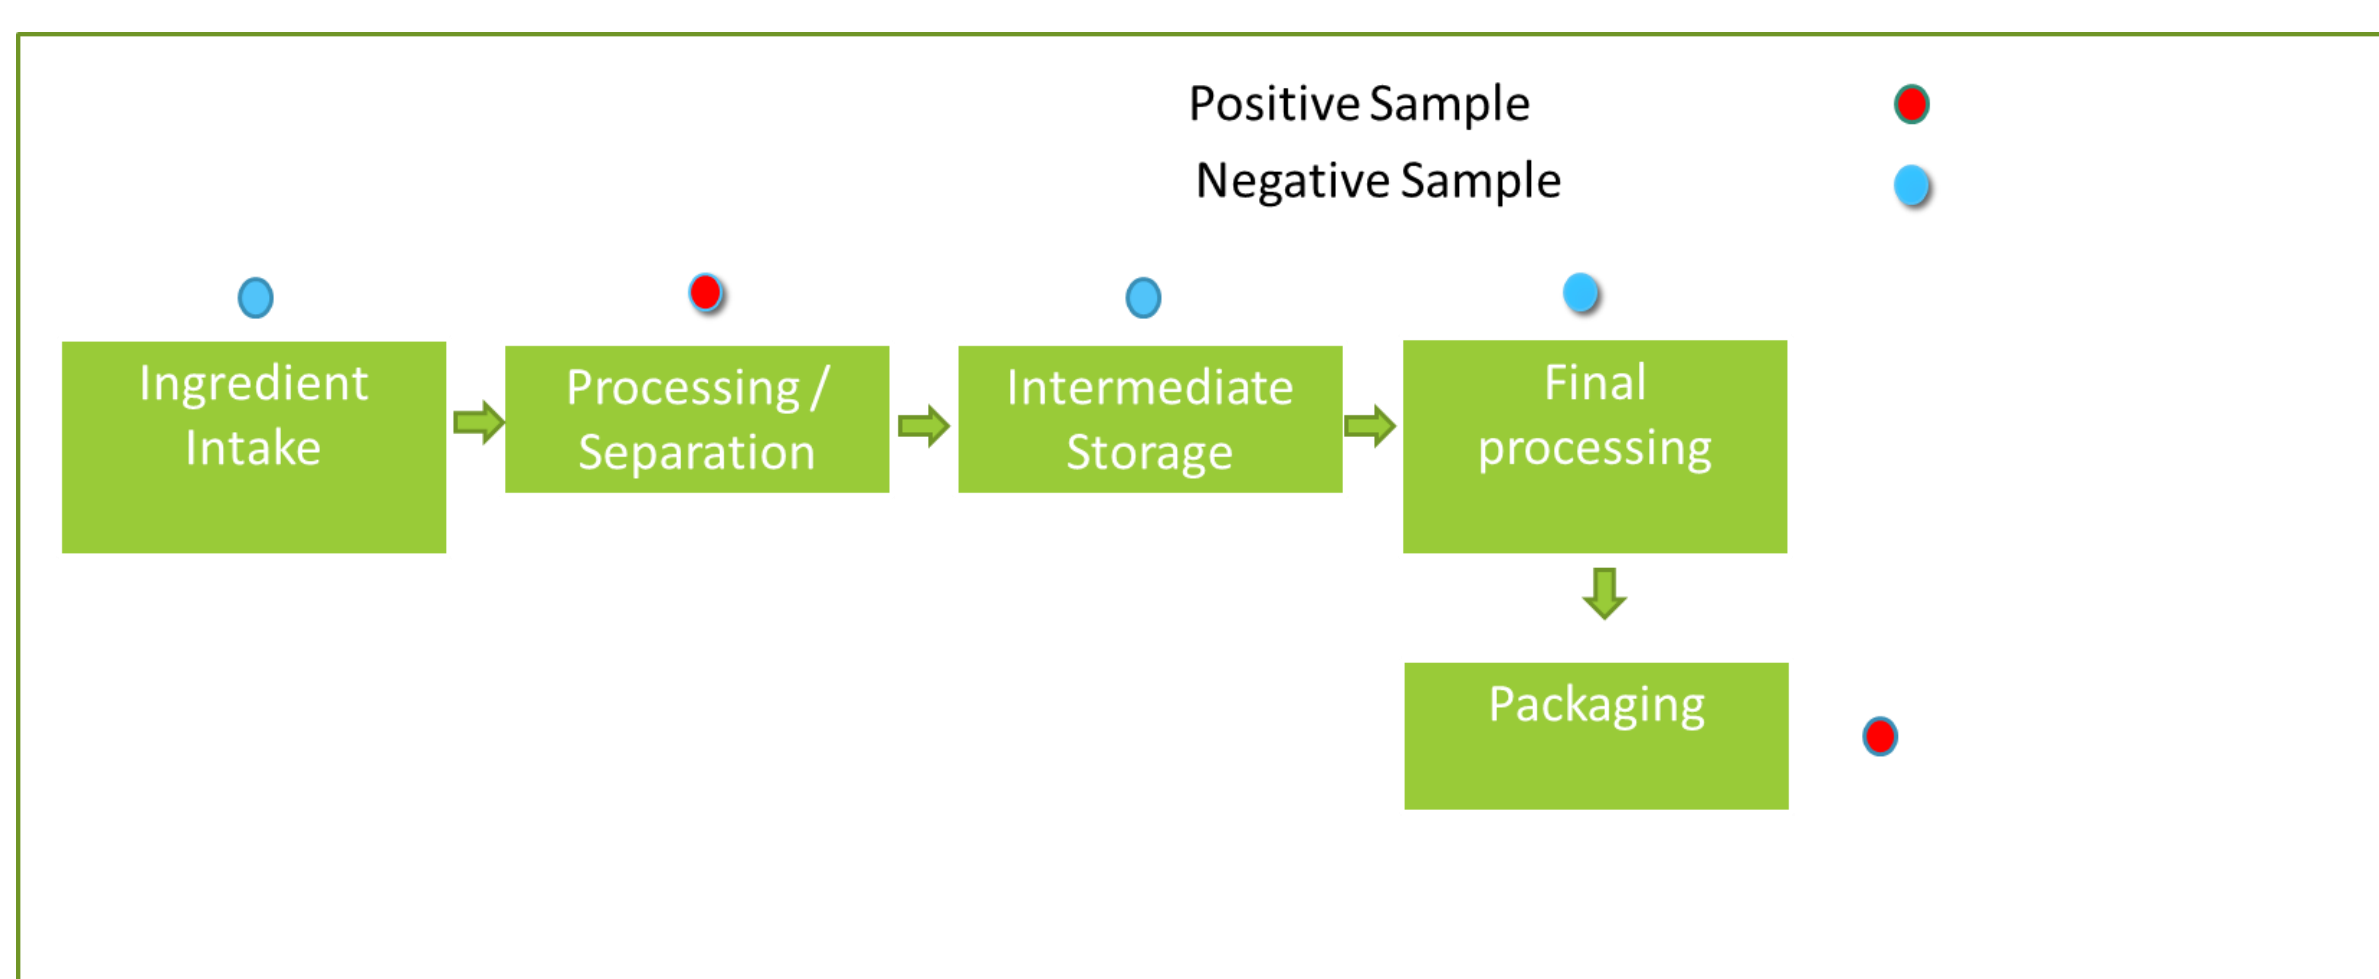 Positive Sample
Negative Sample
Ingredient
Intake
Processing /
Separation
Intermediate
Storage
Final
processing
Packaging